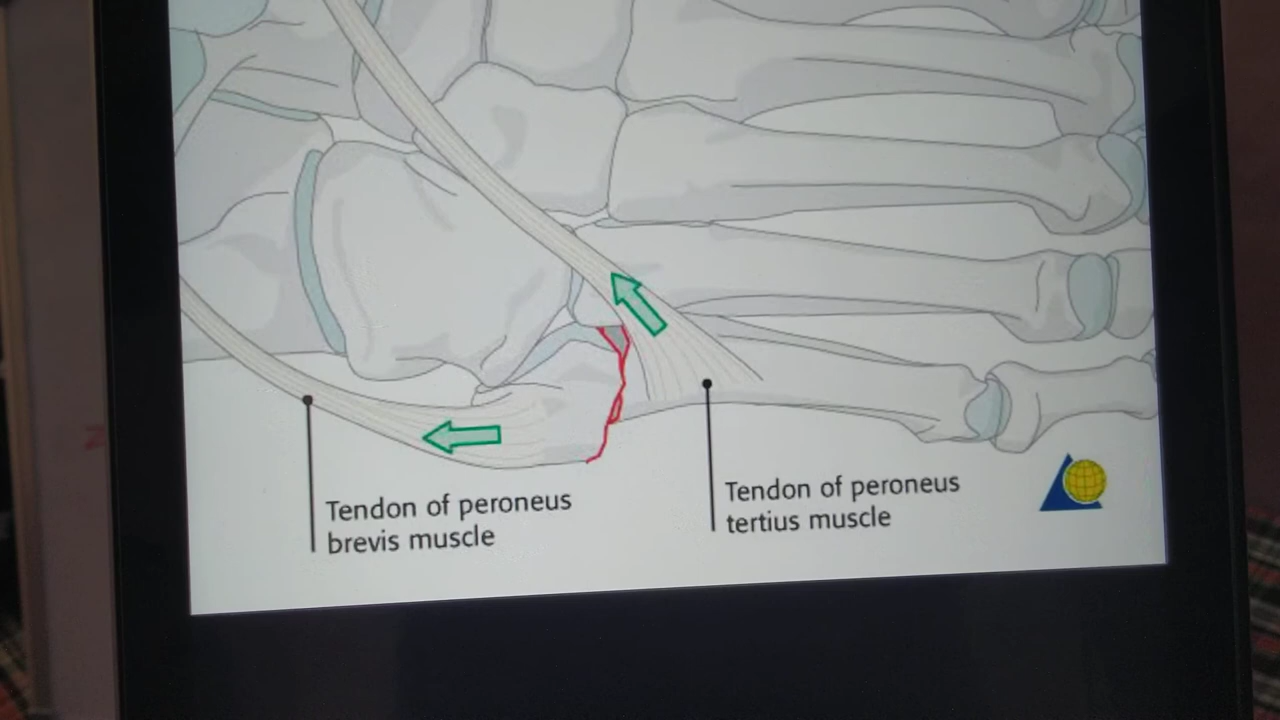 Tendon of peroneus
brevis muscle
Tendon of peroneus
tertius muscle